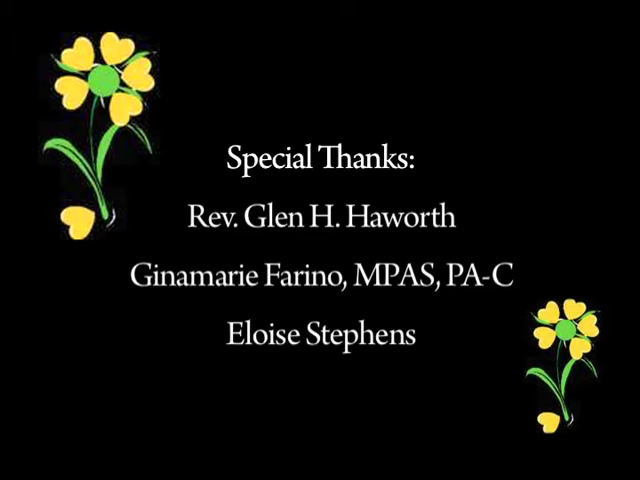 Special Thanks:
Rev. Glen H. Haworth
Ginamarie Farino, MPAS, PA-C
Eloise Stephens